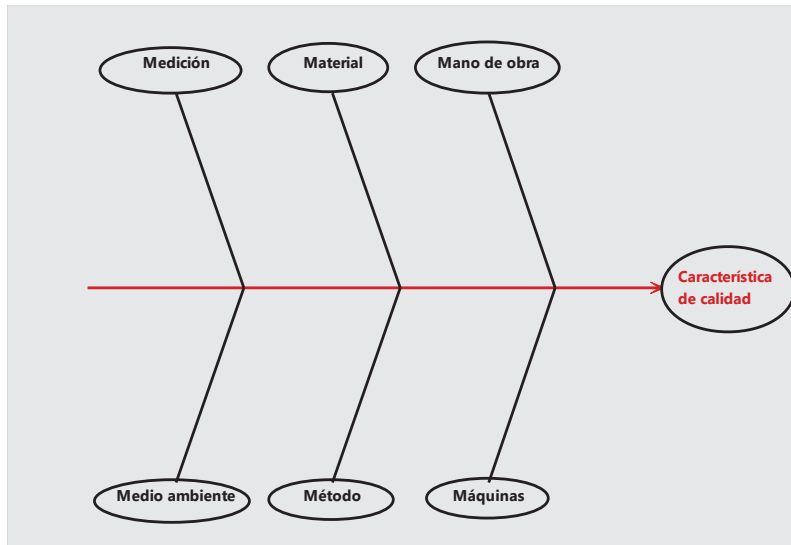 Medición
Material
Mano de obra
Característica
de calidad
Medio ambiente
Método
Máquinas